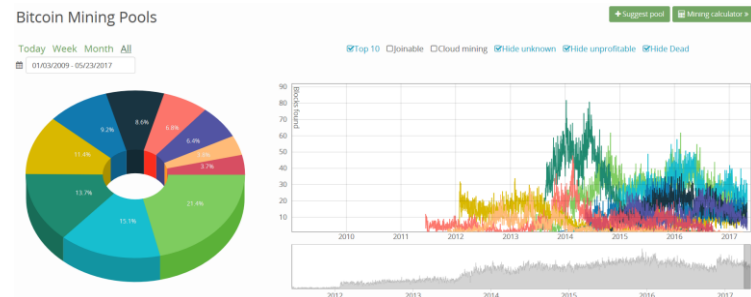 Bitcoin Mining Pools
+Suggest pool
Mining calculator »
Today Week Month All
01/03/2009 - 05/23/2017
Top 10 Joinable Cloud mining Hide unknown Hide unprofitable Hide Dead
8.6%
6.8%
9.2%
6.4%
11.4%
3.7%
13.7%
21.4%
15.1%
Blocks found
90
80
70
60
50
40
30
20
10
2010 2011 2012 2013 2014 2015 2016 2017
2012 2013 2014 2015 2016 2017